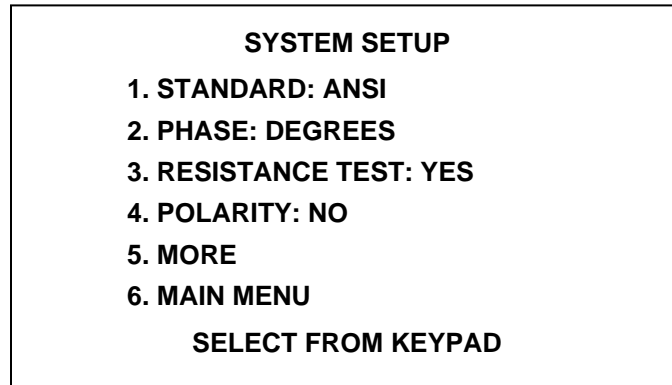 SYSTEM SETUP
1. STANDARD: ANSI
2. PHASE: DEGREES
3. RESISTANCE TEST: YES
4. POLARITY: NO
5. MORE
6. MAIN MENU
SELECT FROM KEYPAD